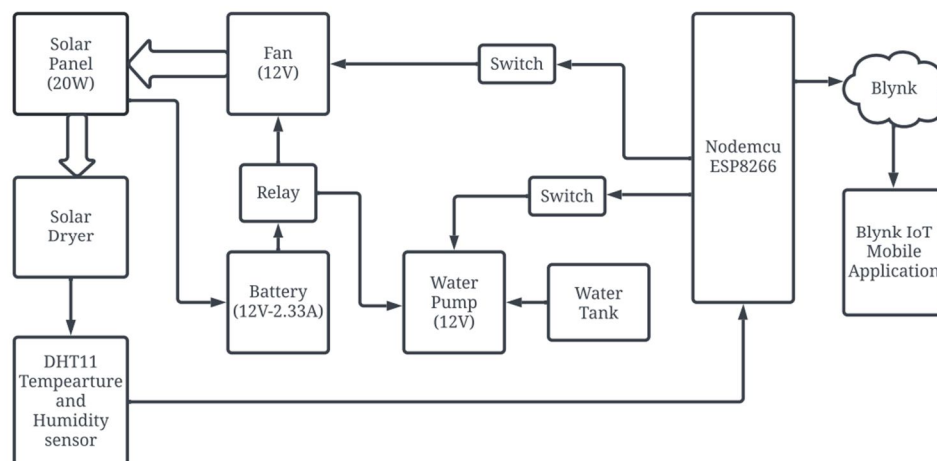 Solar
Panel
(20W)
Fan
(12V)
Switch
Nodemcu
ESP8266
Blynk
Solar
Dryer
Relay
Switch
Blynk IoT
Mobile
Application
Battery
(12V-2.33A)
Water
Pump
(12V)
Water
Tank
DHT11
Tempearture
and
Humidity
sensor